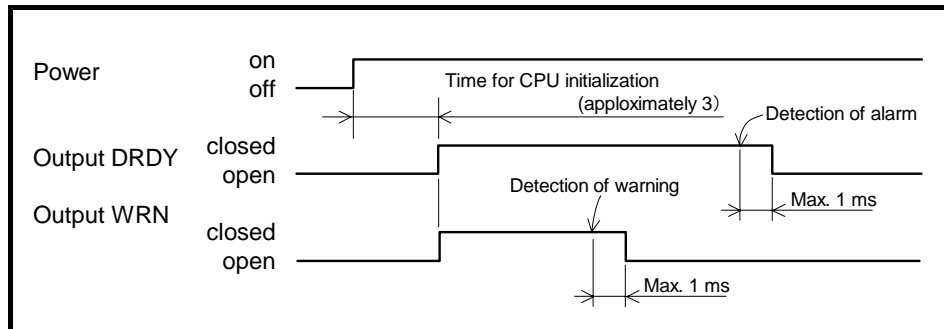 Power
on
off
Time for CPU initialization
(apploximately 3）
Detection of alarm
Output DRDY
closed
open
Max. 1 ms
Detection of warning
Output WRN
closed
open
Max. 1 ms